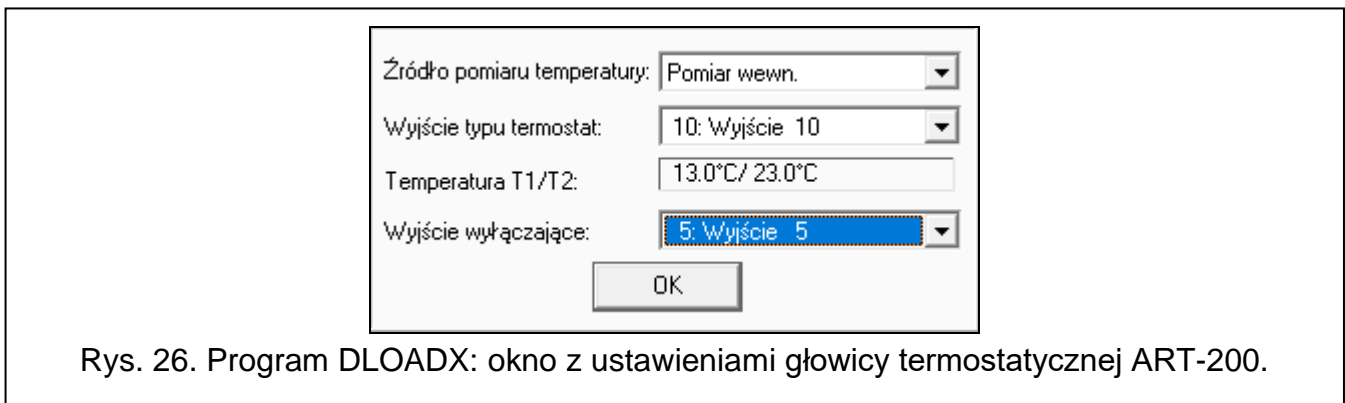 Źródło pomiaru temperatury: Pomiar wewn.
Wyjście typu termostat: 10: Wyjście 10
Temperatura T1/T2: 13.0°C/ 23.0°C
Wyjście wyłączające: 5: Wyjście 5
OK
Rys. 26. Program DLOADX: okno z ustawieniami głowicy termostatycznej ART-200.